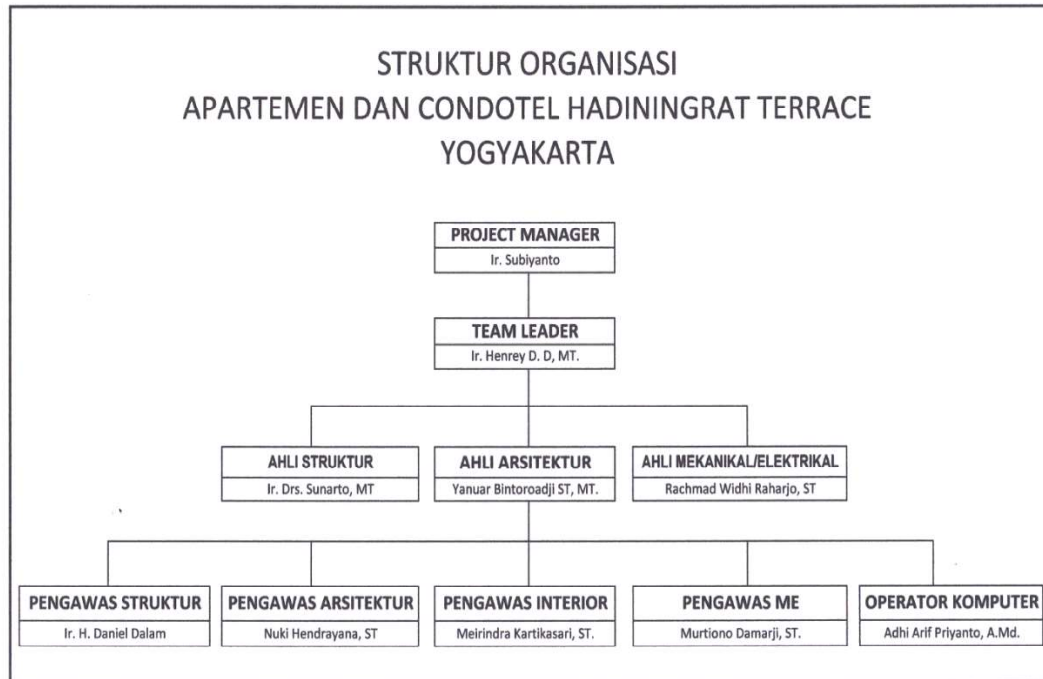 STRUKTUR ORGANISASI
APARTEMEN DAN CONDOTEL HADININGRAT TERRACE
YOGYAKARTA
PROJECT MANAGER
Ir. Subiyanto
TEAM LEADER
Ir. Henrey D. D, MT.
AHLI STRUKTUR
Ir. Drs. Sunarto, MT
AHLI ARSITEKTUR
Yanuar Bintoroadji ST, MT.
AHLI MEKANIKAL/ELEKTRIKAL
Rachmad Widhi Raharjo, ST
PENGAWAS STRUKTUR
Ir. H. Daniel Dalam
PENGAWAS ARSITEKTUR
Nuki Hendrayana, ST
PENGAWAS INTERIOR
Meirindra Kartikasari, ST.
PENGAWAS ME
Murtiono Damarji, ST.
OPERATOR KOMPUTER
Adhi Arif Priyanto, A.Md.